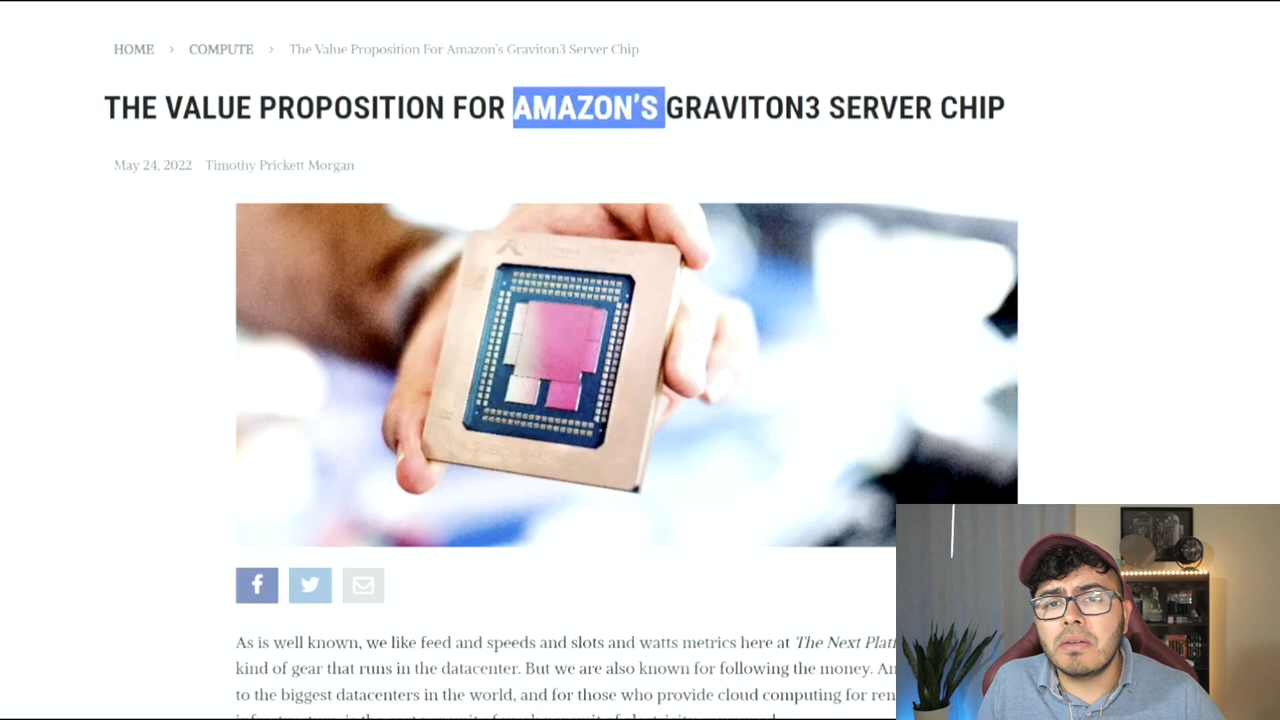 HOME > COMPUTE > The Value Proposition For Amazon's Graviton3 Server Chip
THE VALUE PROPOSITION FOR AMAZON'S GRAVITON3 SERVER CHIP
May 24, 2022 Timothy Prickett Morgan
As is well known, we like feed and speeds and slots and watts metrics here at The Next
kind of gear that runs in the datacenter. But we are also known for following the money.
to the biggest datacenters in the world, and for those who provide cloud computing for